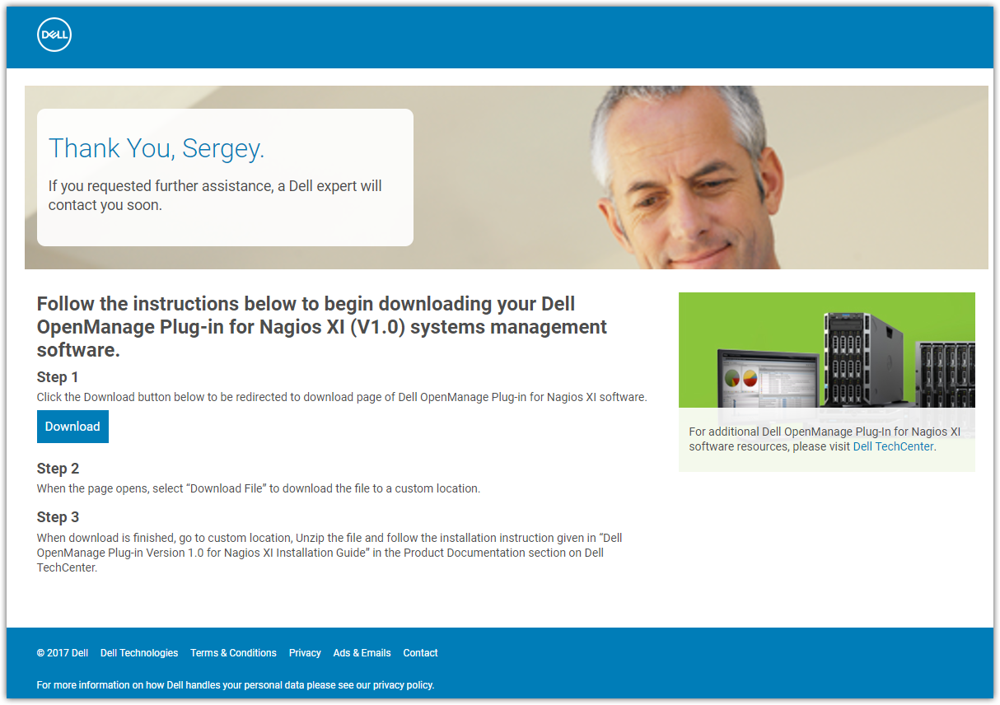 DELL
Thank You, Sergey.
If you requested further assistance, a Dell expert will
contact you soon.
Follow the instructions below to begin downloading your Dell
OpenManage Plug-in for Nagios XI (V1.0) systems management
software.
Step 1
Click the Download button below to be redirected to download page of Dell OpenManage Plug-in for Nagios XI software.
Download
Step 2
When the page opens, select “Download File” to download the file to a custom location.
Step 3
When download is finished, go to custom location, Unzip the file and follow the installation instruction given in “Dell
OpenManage Plug-in Version 1.0 for Nagios XI Installation Guide” in the Product Documentation section on Dell
TechCenter.
For additional Dell OpenManage Plug-In for Nagios XI
software resources, please visit Dell TechCenter.
© 2017 Dell Dell Technologies Terms & Conditions Privacy Ads & Emails Contact
For more information on how Dell handles your personal data please see our privacy policy.